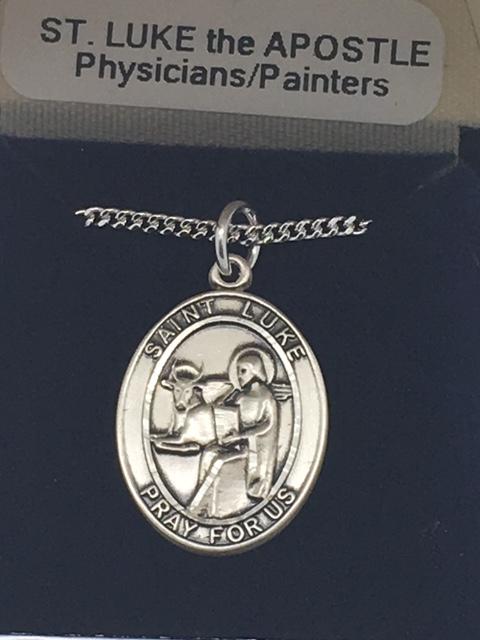 ST. LUKE the APOSTLE
Physicians/Painters
SAINT LUKE
PRAY FOR US